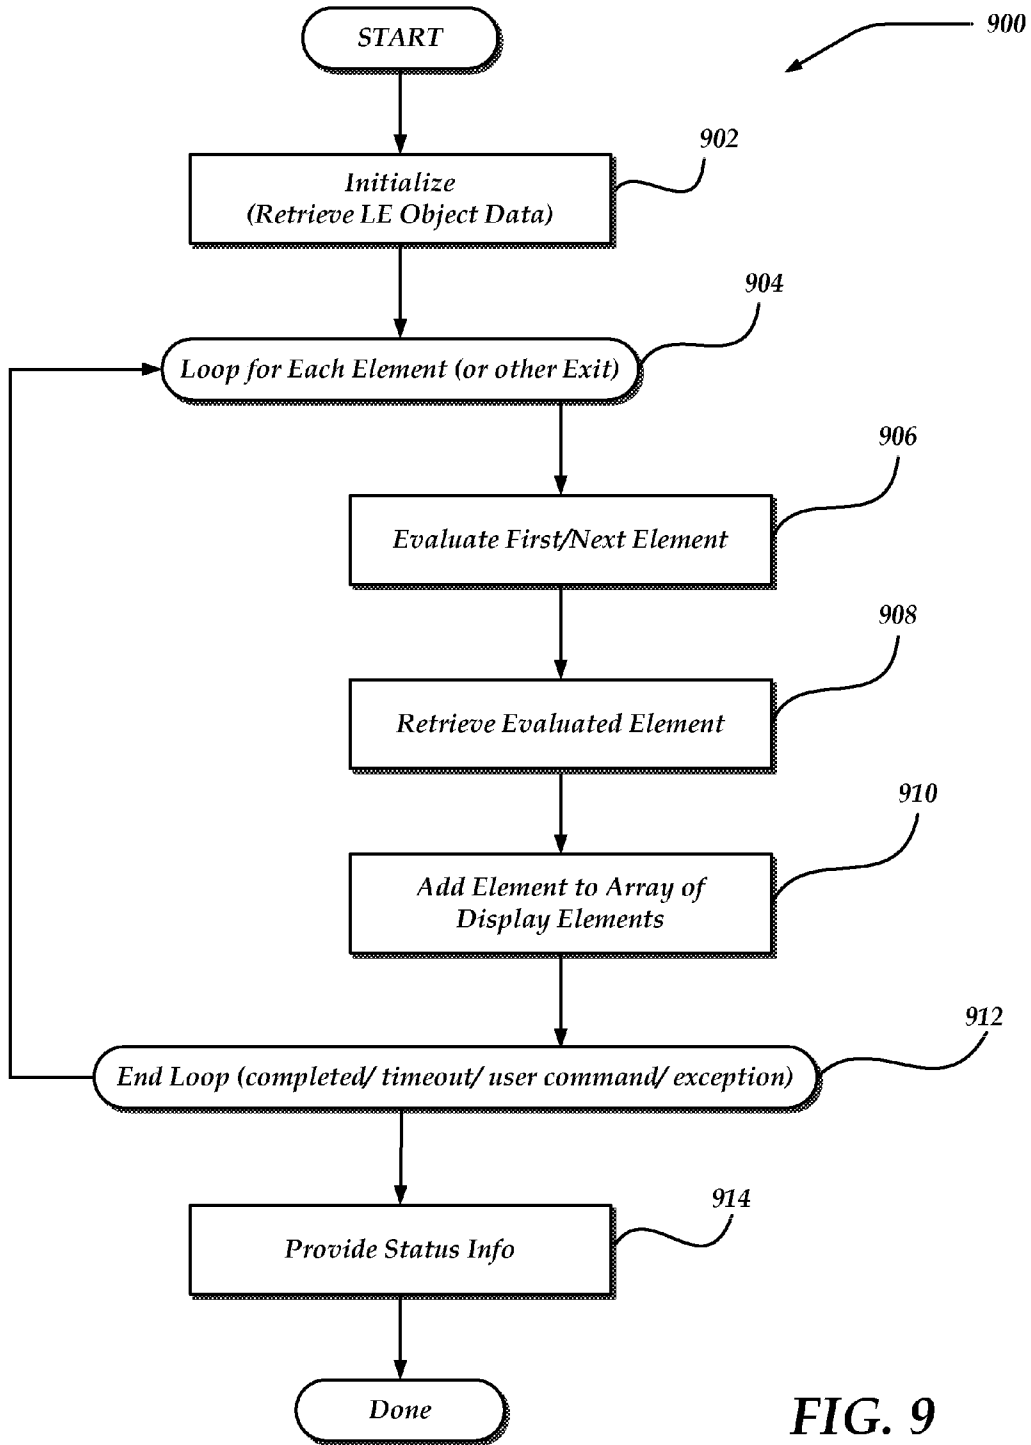 START
900
902
Initialize
(Retrieve LE Object Data)
904
Loop for Each Element (or other Exit)
906
Evaluate First/Next Element
908
Retrieve Evaluated Element
910
Add Element to Array of
Display Elements
912
End Loop (completed/ timeout/ user command/ exception)
914
Provide Status Info
Done
FIG. 9